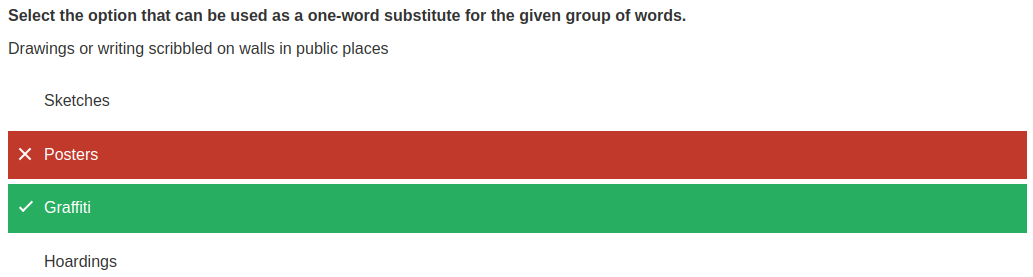 Select the option that can be used as a one-word substitute for the given group of words.
Drawings or writing scribbled on walls in public places
Sketches
Posters
Graffiti
Hoardings